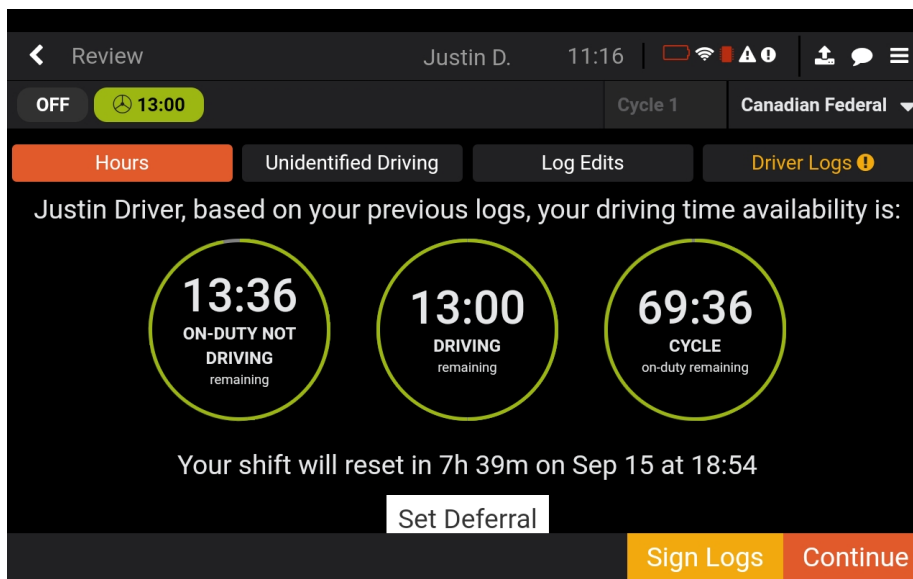 Review Justin D. 11:16
OFF 13:00 Cycle 1 Canadian Federal
Hours Unidentified Driving Log Edits Driver Logs
Justin Driver, based on your previous logs, your driving time availability is:
13:36
ON-DUTY NOT
DRIVING
remaining
13:00
DRIVING
remaining
69:36
CYCLE
on-duty remaining
Your shift will reset in 7h 39m on Sep 15 at 18:54
Set Deferral
Sign Logs Continue